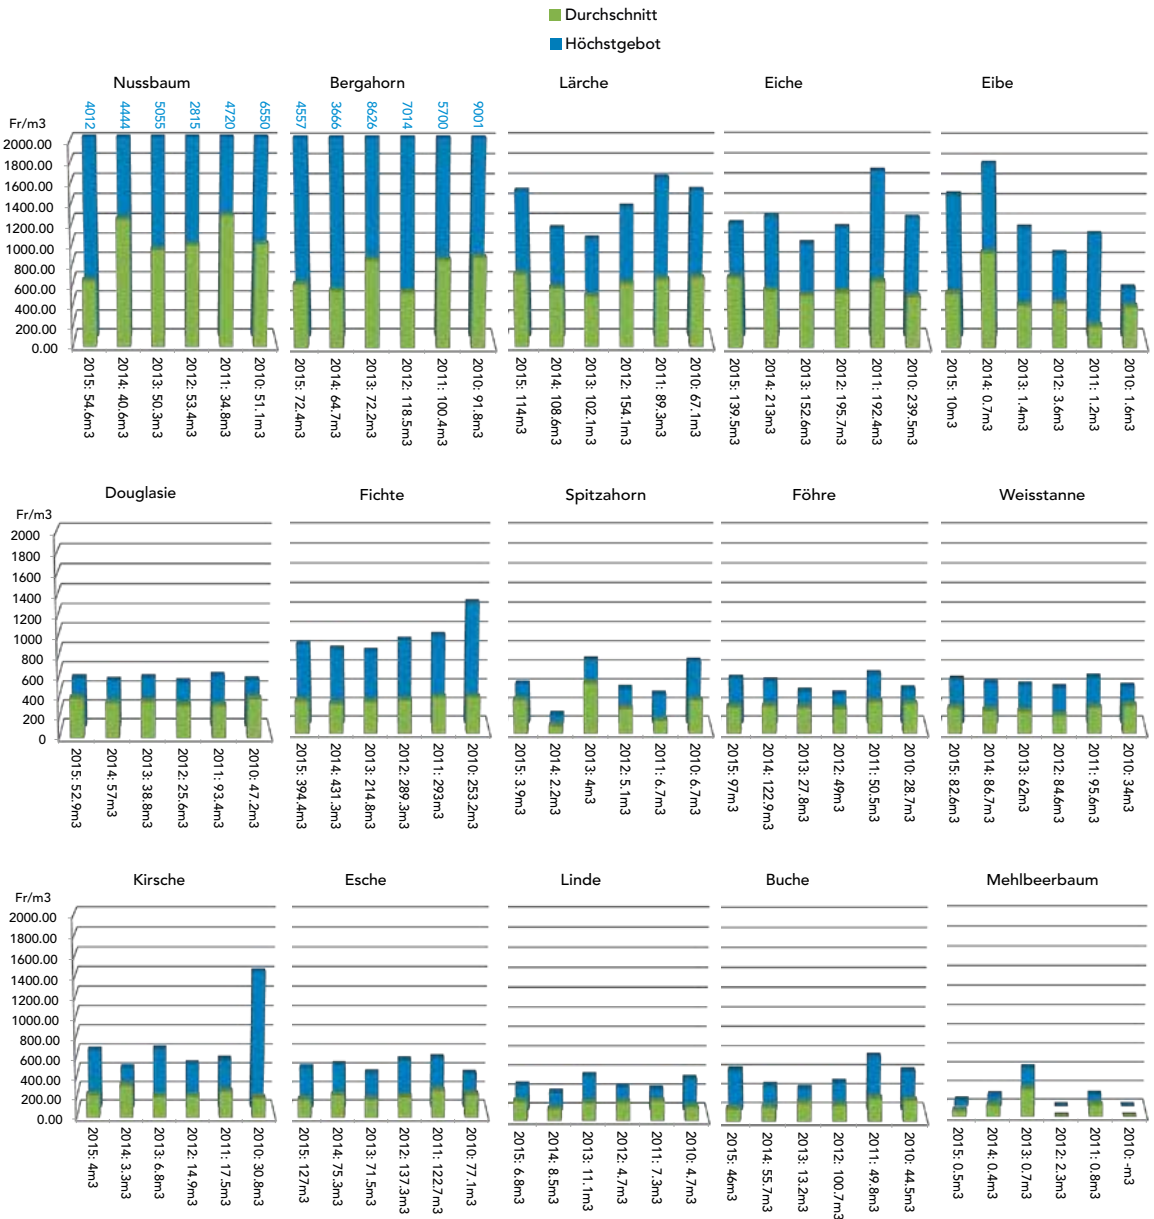 Durchschnitt
Höchstgebot
Nussbaum
Bergahorn
Lärche
Eiche
Eibe
4012
4444
5055
2815
4720
6550
4557
3666
8626
7014
5700
9001
Fr/m3
2000.00
1800.00
1600.00
1400.00
1200.00
1000.00
800.00
600.00
400.00
200.00
0.00
2015: 54.6m3
2014: 40.6m3
2013: 50.3m3
2012: 53.4m3
2011: 34.8m3
2010: 51.1m3
2015: 72.4m3
2014: 64.7m3
2013: 72.2m3
2012: 118.5m3
2011: 100.4m3
2010: 91.8m3
2015: 114m3
2014: 108.6m3
2013: 102.1m3
2012: 154.1m3
2011: 89.3m3
2010: 67.1m3
2015: 139.5m3
2014: 213m3
2013: 152.6m3
2012: 195.7m3
2011: 192.4m3
2010: 239.5m3
2015: 10m3
2014: 0.7m3
2013: 1.4m3
2012: 3.6m3
2011: 1.2m3
2010: 1.6m3
Douglasie
Fichte
Spitzahorn
Föhre
Weisstanne
Fr/m3
2000
1800
1600
1400
1200
1000
800
600
400
200
0
2015: 52.9m3
2014: 57m3
2013: 38.8m3
2012: 25.6m3
2011: 93.4m3
2010: 47.2m3
2015: 394.4m3
2014: 431.3m3
2013: 214.8m3
2012: 289.3m3
2011: 293m3
2010: 253.2m3
2015: 3.9m3
2014: 2.2m3
2013: 4m3
2012: 5.1m3
2011: 6.7m3
2010: 6.7m3
2015: 97m3
2014: 122.9m3
2013: 27.8m3
2012: 49m3
2011: 50.5m3
2010: 28.7m3
2015: 82.6m3
2014: 86.7m3
2013: 62m3
2012: 84.6m3
2011: 95.6m3
2010: 34m3
Kirsche
Esche
Linde
Buche
Mehlbeerbaum
Fr/m3
2000.00
1800.00
1600.00
1400.00
1200.00
1000.00
800.00
600.00
400.00
200.00
0.00
2015: 4m3
2014: 3.3m3
2013: 6.8m3
2012: 14.9m3
2011: 17.5m3
2010: 30.8m3
2015: 127m3
2014: 75.3m3
2013: 71.5m3
2012: 137.3m3
2011: 122.7m3
2010: 77.1m3
2015: 6.8m3
2014: 8.5m3
2013: 11.1m3
2012: 4.7m3
2011: 7.3m3
2010: 4.7m3
2015: 46m3
2014: 55.7m3
2013: 13.2m3
2012: 100.7m3
2011: 49.8m3
2010: 44.5m3
2015: 0.5m3
2014: 0.4m3
2013: 0.7m3
2012: 2.3m3
2011: 0.8m3
2010: -m3